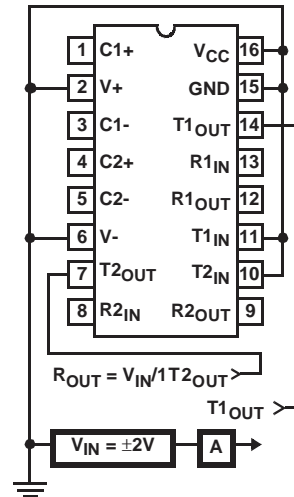 1 C1+ VCC 16
2 V+ GND 15
3 C1- T1OUT 14
4 C2+ R1IN 13
5 C2- R1OUT 12
6 V- T1IN 11
7 T2OUT T2IN 10
8 R2IN R2OUT 9
ROUT = VIN/1T2OUT
T1OUT
VIN = ±2V A